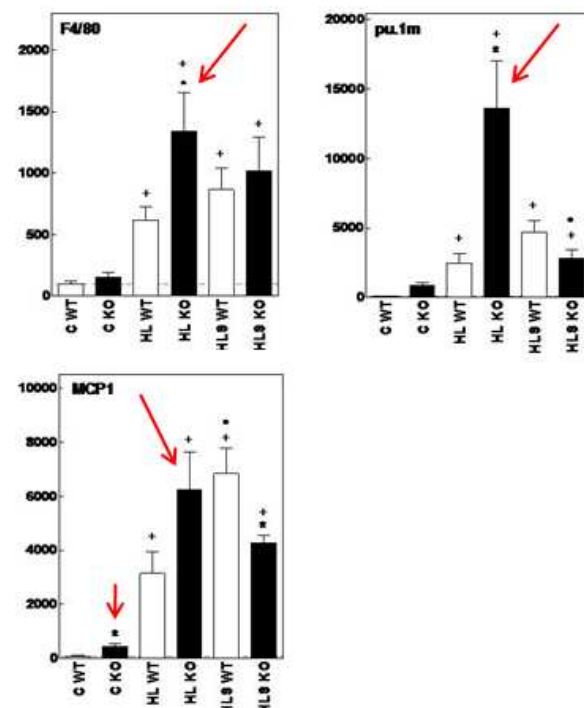 F4/80
2000
1500
1000
500
0
+
*
+
+
+
C WT
C KO
HL WT
HL KO
HLS WT
HLS KO
pu.1m
20000
15000
10000
5000
0
+
*
+
+
•
+
C WT
C KO
HL WT
HL KO
HLS WT
HLS KO
MCP1
10000
8000
6000
4000
2000
0
*
+
+
•
+
+
*
C WT
C KO
HL WT
HL KO
HLS WT
HLS KO